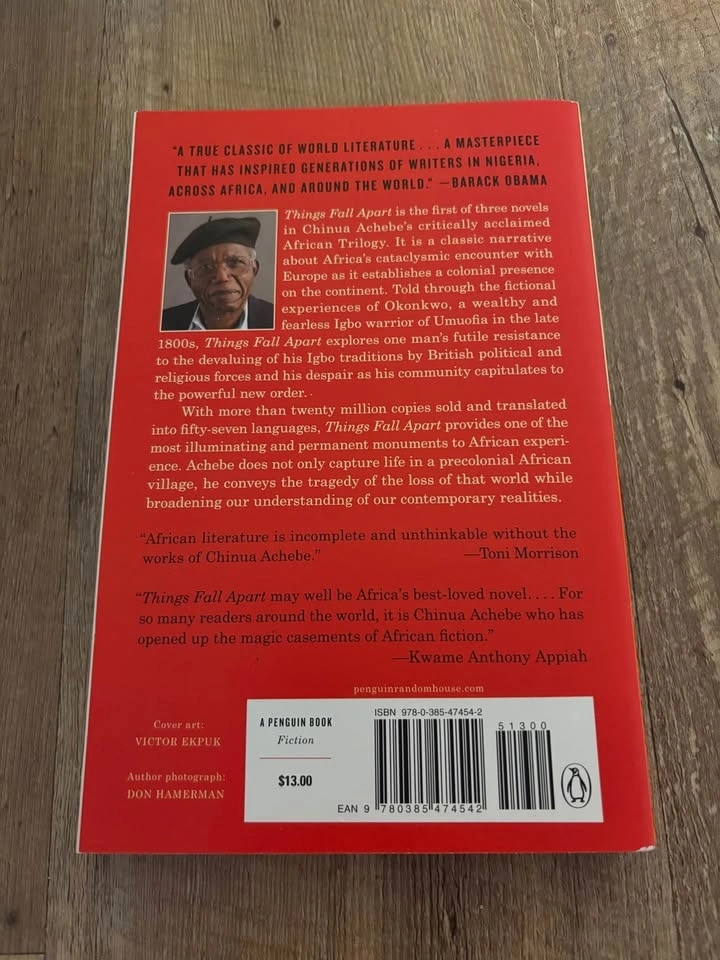 "A TRUE CLASSIC OF WORLD LITERATURE . . . A MASTERPIECE
THAT HAS INSPIRED GENERATIONS OF WRITERS IN NIGERIA,
ACROSS AFRICA, AND AROUND THE WORLD." —BARACK OBAMA
Things Fall Apart is the first of three novels
in Chinua Achebe's critically acclaimed
African Trilogy. It is a classic narrative
about Africa's cataclysmic encounter with
Europe as it establishes a colonial presence
on the continent. Told through the fictional
experiences of Okonkwo, a wealthy and
fearless Igbo warrior of Umuofia in the late
1800s, Things Fall Apart explores one man's futile resistance
to the devaluing of his Igbo traditions by British political and
religious forces and his despair as his community capitulates to
the powerful new order.
With more than twenty million copies sold and translated
into fifty-seven languages, Things Fall Apart provides one of the
most illuminating and permanent monuments to African experi-
ence. Achebe does not only capture life in a precolonial African
village, he conveys the tragedy of the loss of that world while
broadening our understanding of our contemporary realities.
"African literature is incomplete and unthinkable without the
works of Chinua Achebe." —Toni Morrison
"Things Fall Apart may well be Africa's best-loved novel. . . . For
so many readers around the world, it is Chinua Achebe who has
opened up the magic casements of African fiction."
—Kwame Anthony Appiah
penguinrandomhouse.com
Cover art:
VICTOR EKPUK
Author photograph:
DON HAMERMAN
A PENGUIN BOOK
Fiction
$13.00
ISBN 978-0-385-47454-2
51300
EAN 9 780385 474542